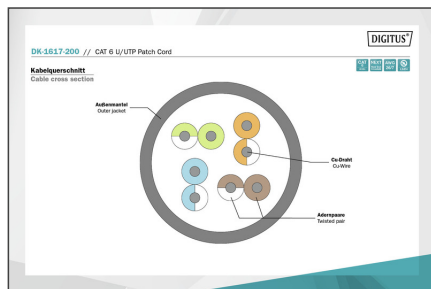 DIGITUS®
DK-1617-200 // CAT 6 U/UTP Patch Cord
Kabelquerschnitt
Cable cross section
Außenmantel
Outer jacket
Cu-Draht
Cu-Wire
Adernpaare
Twisted pair